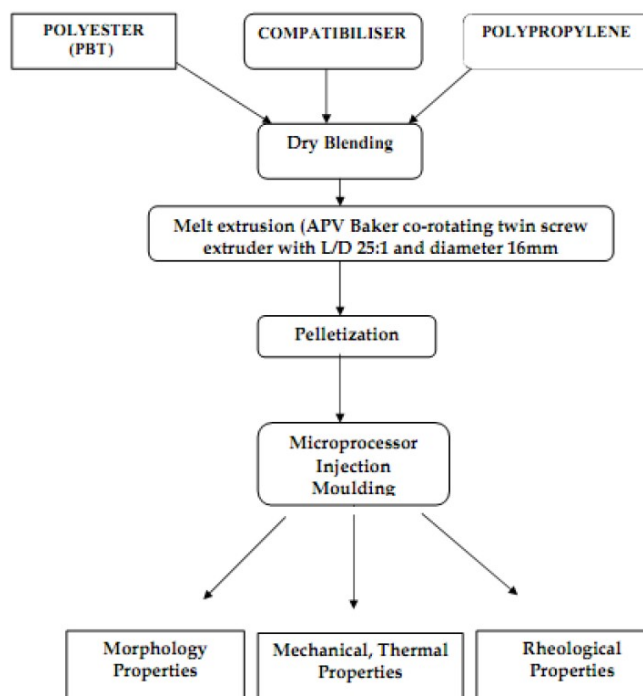 POLYESTER
(PBT)
COMPATIBILISER
POLYPROPYLENE
Dry Blending
Melt extrusion (APV Baker co-rotating twin screw
extruder with L/D 25:1 and diameter 16mm
Pelletization
Microprocessor
Injection
Moulding
Morphology
Properties
Mechanical, Thermal
Properties
Rheological
Properties